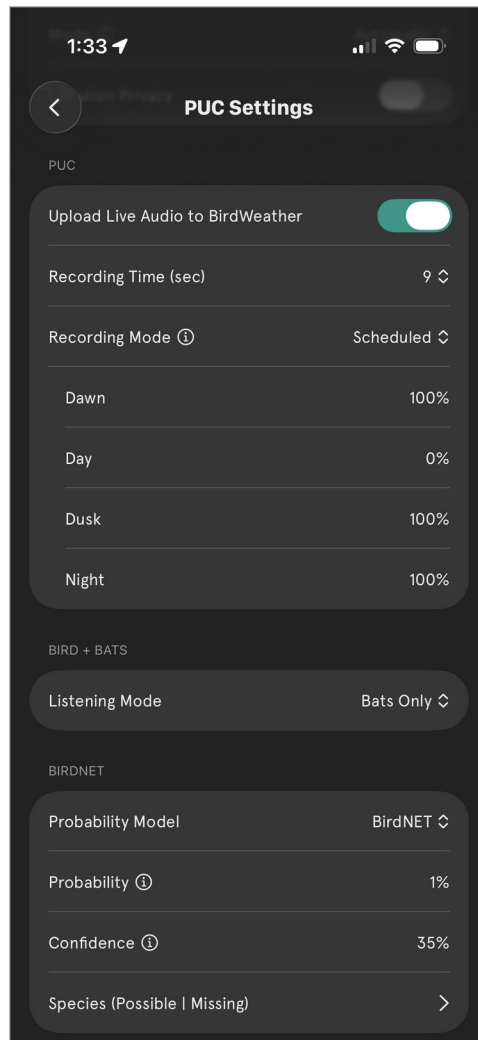 1:33
PUC Settings
PUC
Upload Live Audio to BirdWeather
Recording Time (sec) 9
Recording Mode Scheduled
Dawn 100%
Day 0%
Dusk 100%
Night 100%
BIRD + BATS
Listening Mode Bats Only
BIRDNET
Probability Model BirdNET
Probability 1%
Confidence 35%
Species (Possible | Missing)